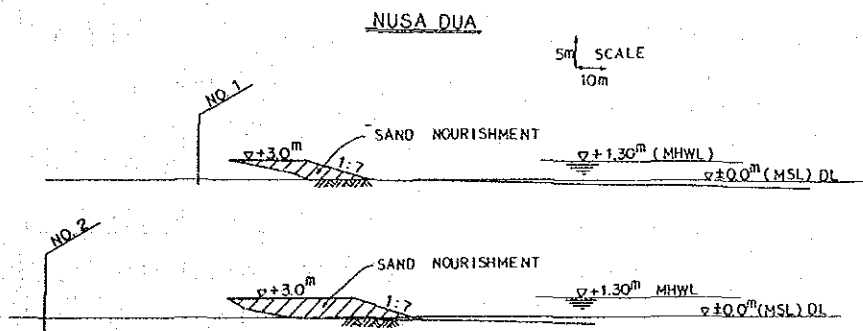 NUSA DUA
5m SCALE
10m
NO. 1
SAND NOURISHMENT
+3.0m
1:7
+1.30m (MHWL)
±0.0m (MSL) DL
NO. 2
SAND NOURISHMENT
+3.0m
1:7
+1.30m MHWL
±0.0m (MSL) DL